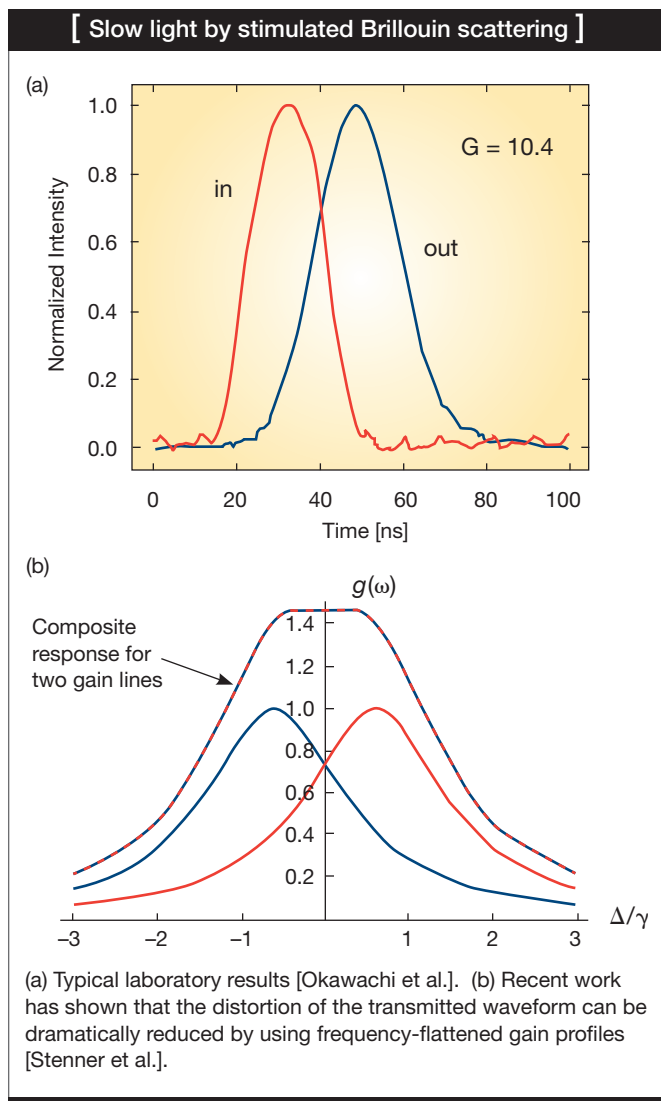 [ Slow light by stimulated Brillouin scattering ]
(a)
1.0
0.8
0.6
0.4
0.2
0.0
Normalized Intensity
in
G = 10.4
out
0
20
40
60
80
100
Time [ns]
(b)
g(ω)
Composite
response for
two gain lines
1.4
1.2
1.0
0.8
0.6
0.4
0.2
−3
−2
−1
1
2
3
Δ/γ
(a) Typical laboratory results [Okawachi et al.]. (b) Recent work
has shown that the distortion of the transmitted waveform can be
dramatically reduced by using frequency-flattened gain profiles
[Stenner et al.].